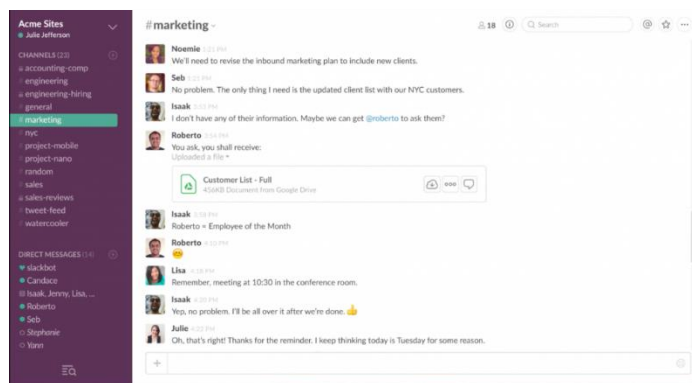 Acme Sites
Julie Jefferson
CHANNELS (23)
accounting-comp
# engineering
engineering-hiring
# general
# marketing
# nyc
# project-mobile
# project-nano
# random
# sales
sales-reviews
# tweet-feed
# watercooler
DIRECT MESSAGES (14)
slackbot
Candace
Isaak, Jenny, Lisa, ...
Roberto
Seb
Stephanie
Yann
#marketing
18
Search
Noemie
We'll need to revise the inbound marketing plan to include new clients.
Seb
No problem. The only thing I need is the updated client list with our NYC customers.
Isaak
I don't have any of their information. Maybe we can get @roberto to ask them?
Roberto
You ask, you shall receive:
Uploaded a file
Customer List - Full
456KB Document from Google Drive
Isaak
Roberto = Employee of the Month
Roberto
Lisa
Remember, meeting at 10:30 in the conference room.
Isaak
Yep, no problem. I'll be all over it after we're done. 👍
Julie
Oh, that's right! Thanks for the reminder. I keep thinking today is Tuesday for some reason.